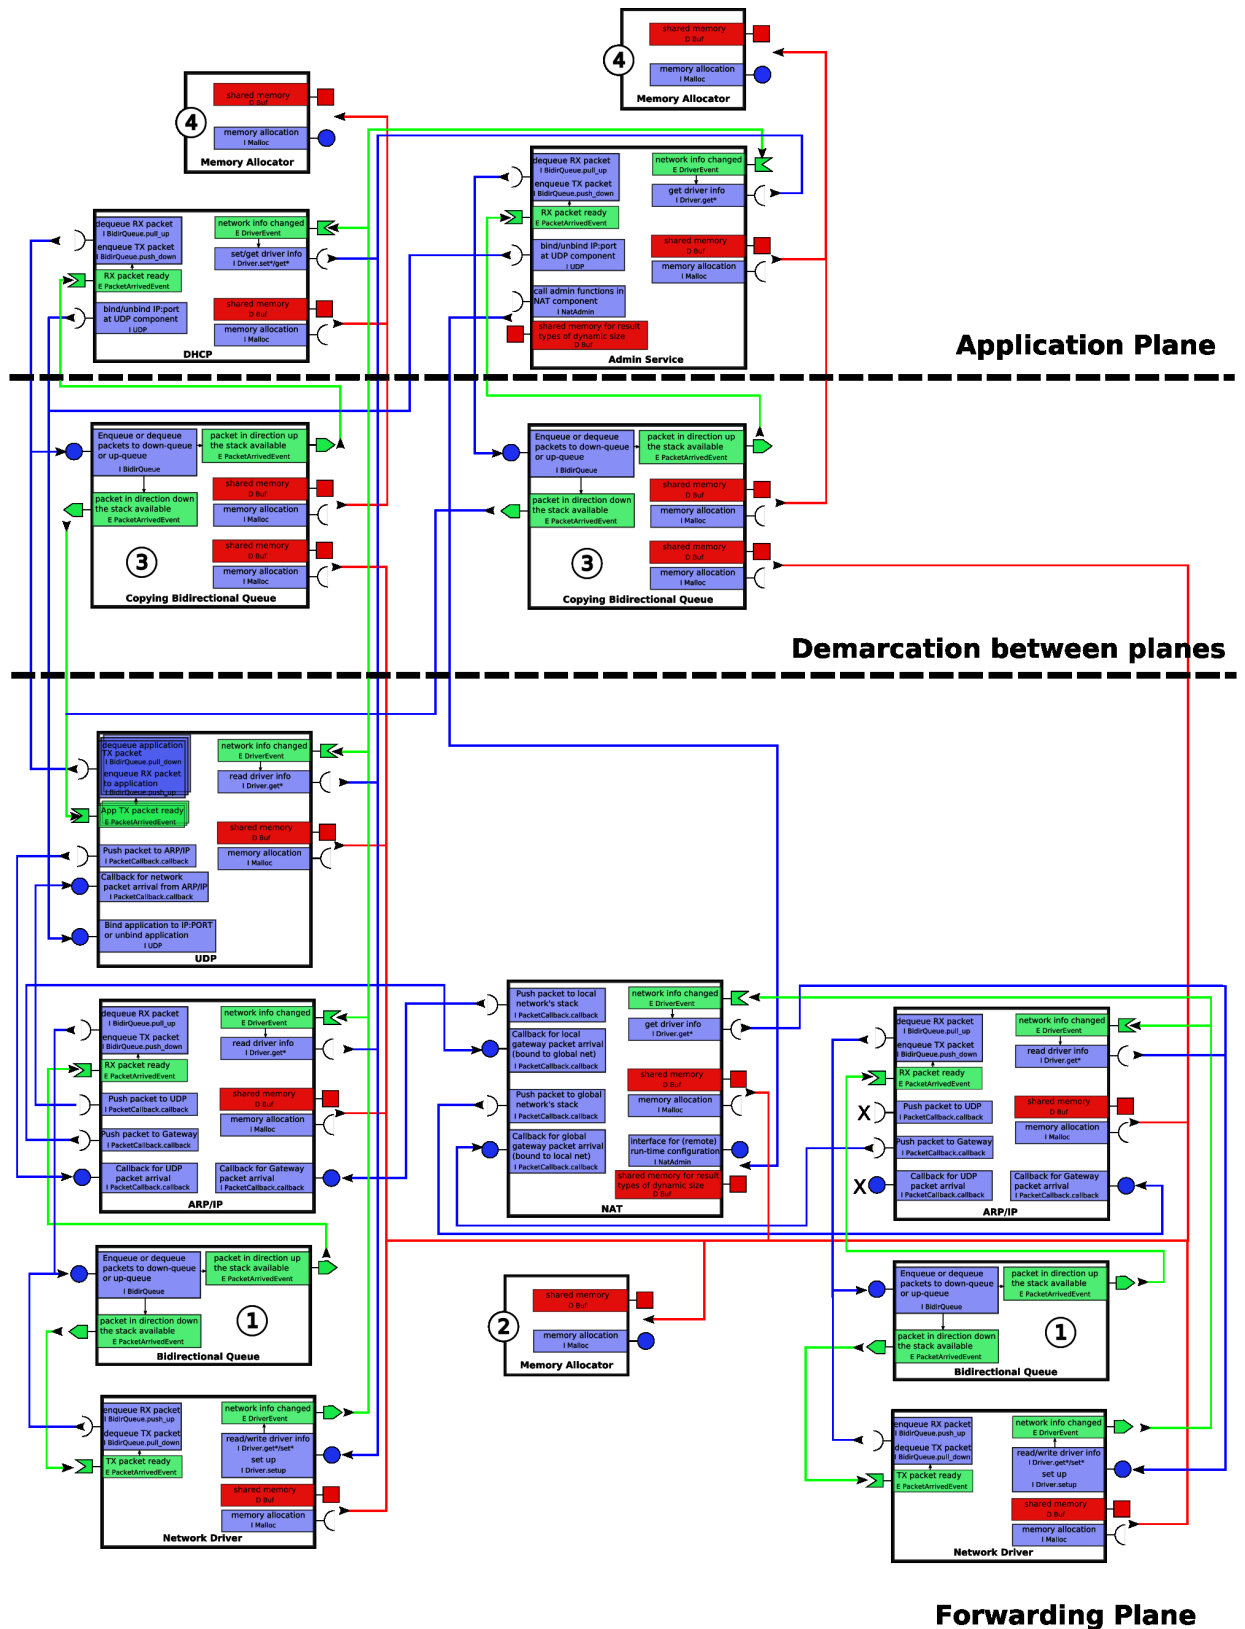 shared memory
D Buf
4
memory allocation
I Malloc
Memory Allocator
shared memory
D Buf
4
memory allocation
I Malloc
Memory Allocator
dequeue RX packet
I BidirQueue.pull_up
enqueue TX packet
I BidirQueue.push_down
RX packet ready
E PacketArrivedEvent
bind/unbind IP:port
at UDP component
I UDP
call admin functions in
NAT component
I NatAdmin
shared memory for result
types of dynamic size
D Buf
network info changed
E DriverEvent
get driver info
I Driver.get*
shared memory
D Buf
memory allocation
I Malloc
Admin Service
dequeue RX packet
I BidirQueue.pull_up
enqueue TX packet
I BidirQueue.push_down
RX packet ready
E PacketArrivedEvent
bind/unbind IP:port
at UDP component
I UDP
network info changed
E DriverEvent
set/get driver info
I Driver.set*/get*
shared memory
D Buf
memory allocation
I Malloc
DHCP
Application Plane
Enqueue or dequeue
packets to down-queue
or up-queue
I BidirQueue
packet in direction up
the stack available
E PacketArrivedEvent
packet in direction down
the stack available
E PacketArrivedEvent
shared memory
D Buf
memory allocation
I Malloc
shared memory
D Buf
memory allocation
I Malloc
3
Copying Bidirectional Queue
Enqueue or dequeue
packets to down-queue
or up-queue
I BidirQueue
packet in direction up
the stack available
E PacketArrivedEvent
packet in direction down
the stack available
E PacketArrivedEvent
shared memory
D Buf
memory allocation
I Malloc
shared memory
D Buf
memory allocation
I Malloc
3
Copying Bidirectional Queue
Demarcation between planes
dequeue application
TX packet
I BidirQueue.pull_down
enqueue RX packet
to application
I BidirQueue.push_up
App TX packet ready
E PacketArrivedEvent
Push packet to ARP/IP
I PacketCallback.callback
Callback for network
packet arrival from ARP/IP
I PacketCallback.callback
Bind application to IP:PORT
or unbind application
I UDP
network info changed
E DriverEvent
read driver info
I Driver.get*
shared memory
D Buf
memory allocation
I Malloc
UDP
dequeue RX packet
I BidirQueue.pull_up
enqueue TX packet
I BidirQueue.push_down
RX packet ready
E PacketArrivedEvent
Push packet to UDP
I PacketCallback.callback
Push packet to Gateway
I PacketCallback.callback
Callback for UDP
packet arrival
I PacketCallback.callback
network info changed
E DriverEvent
read driver info
I Driver.get*
shared memory
D Buf
memory allocation
I Malloc
Callback for Gateway
packet arrival
I PacketCallback.callback
ARP/IP
Push packet to local
network's stack
I PacketCallback.callback
Callback for local
gateway packet arrival
(bound to global net)
I PacketCallback.callback
Push packet to global
network's stack
I PacketCallback.callback
Callback for global
gateway packet arrival
(bound to local net)
I PacketCallback.callback
network info changed
E DriverEvent
get driver info
I Driver.get*
shared memory
D Buf
memory allocation
I Malloc
interface for (remote)
run-time configuration
I NatAdmin
shared memory for result
types of dynamic size
D Buf
NAT
dequeue RX packet
I BidirQueue.pull_up
enqueue TX packet
I BidirQueue.push_down
RX packet ready
E PacketArrivedEvent
X
Push packet to UDP
I PacketCallback.callback
Push packet to Gateway
I PacketCallback.callback
X
Callback for UDP
packet arrival
I PacketCallback.callback
network info changed
E DriverEvent
read driver info
I Driver.get*
shared memory
D Buf
memory allocation
I Malloc
Callback for Gateway
packet arrival
I PacketCallback.callback
ARP/IP
Enqueue or dequeue
packets to down-queue
or up-queue
I BidirQueue
packet in direction up
the stack available
E PacketArrivedEvent
packet in direction down
the stack available
E PacketArrivedEvent
1
Bidirectional Queue
shared memory
D Buf
2
memory allocation
I Malloc
Memory Allocator
Enqueue or dequeue
packets to down-queue
or up-queue
I BidirQueue
packet in direction up
the stack available
E PacketArrivedEvent
packet in direction down
the stack available
E PacketArrivedEvent
1
Bidirectional Queue
enqueue RX packet
I BidirQueue.push_up
dequeue TX packet
I BidirQueue.pull_down
TX packet ready
E PacketArrivedEvent
network info changed
E DriverEvent
read/write driver info
I Driver.get*/set*
set up
I Driver.setup
shared memory
D Buf
memory allocation
I Malloc
Network Driver
enqueue RX packet
I BidirQueue.push_up
dequeue TX packet
I BidirQueue.pull_down
TX packet ready
E PacketArrivedEvent
network info changed
E DriverEvent
read/write driver info
I Driver.get*/set*
set up
I Driver.setup
shared memory
D Buf
memory allocation
I Malloc
Network Driver
Forwarding Plane